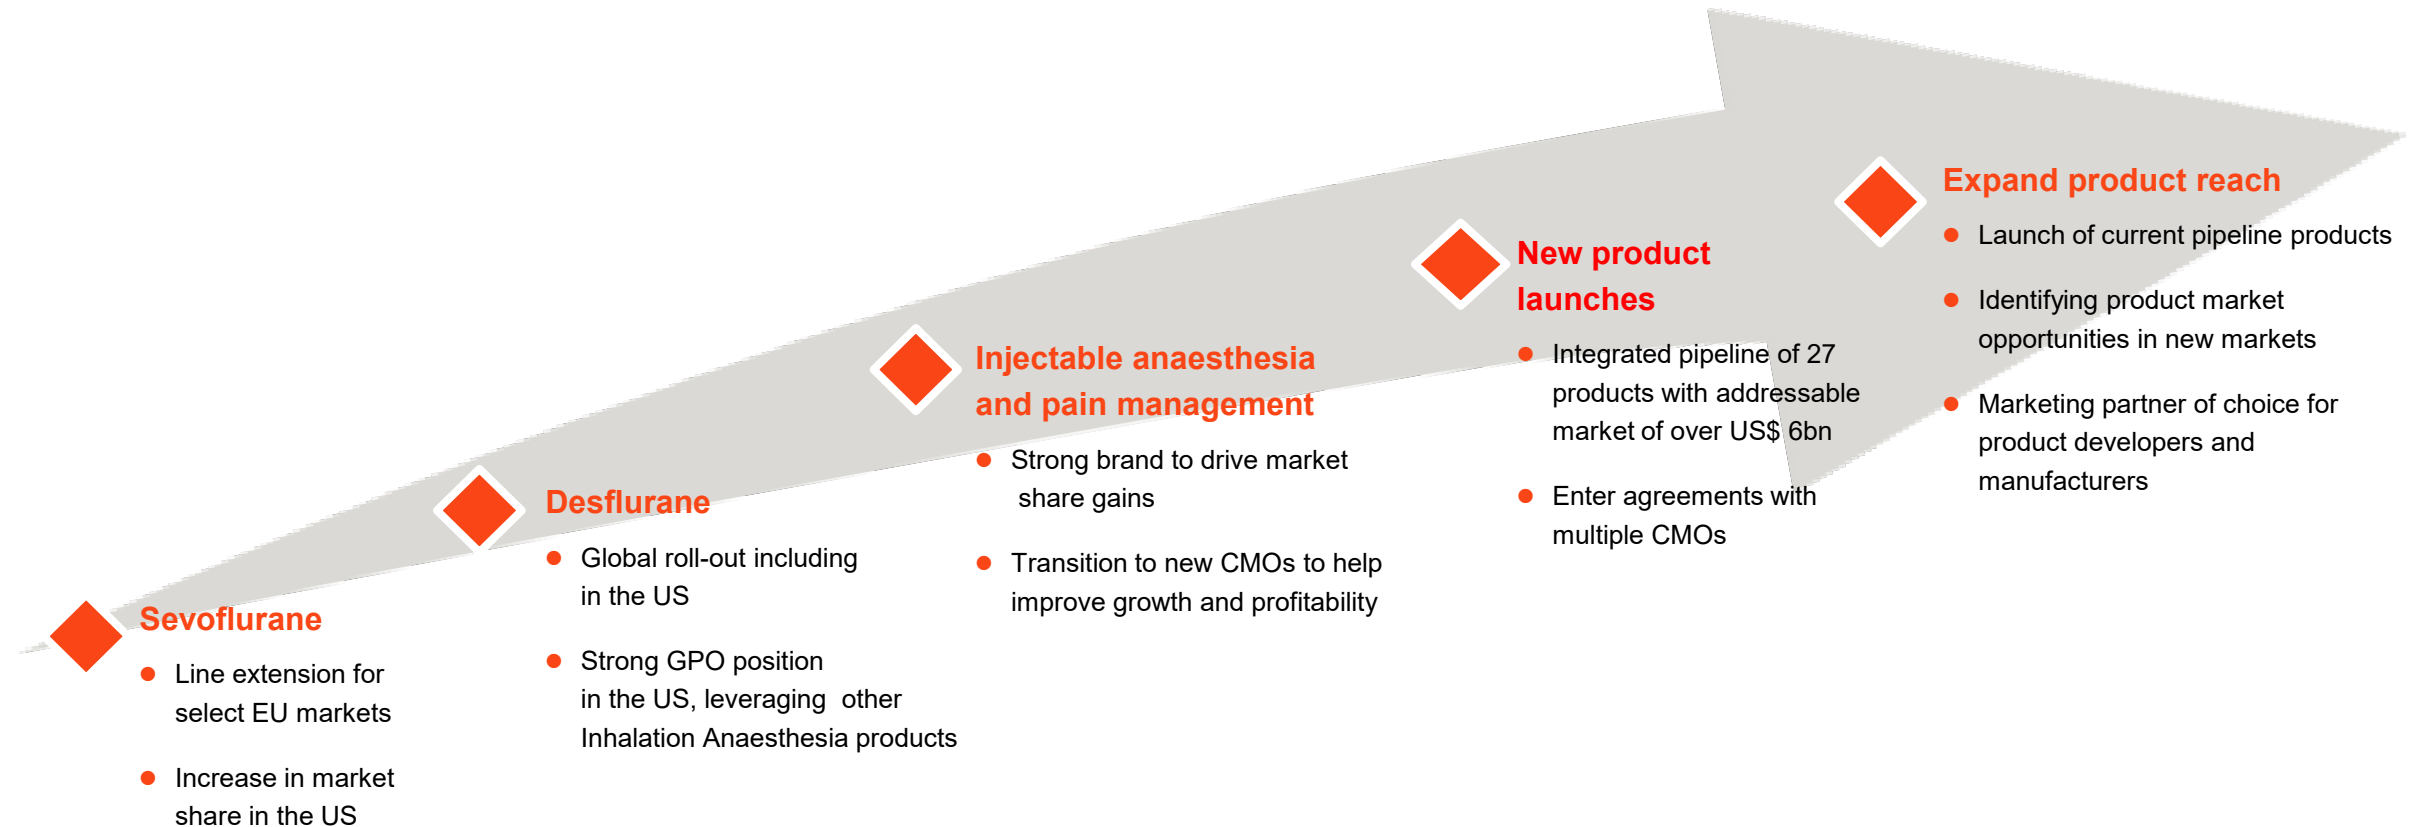 Sevoflurane
Line extension for
select EU markets
Increase in market
share in the US
Desflurane
Global roll-out including
in the US
Strong GPO position
in the US, leveraging  other
Inhalation Anaesthesia products
Injectable anaesthesia
and pain management
Strong brand to drive market
share gains
Transition to new CMOs to help
improve growth and profitability
New product
launches
Integrated pipeline of 27
products with addressable
market of over US$ 6bn
Enter agreements with
multiple CMOs
Expand product reach
Launch of current pipeline products
Identifying product market
opportunities in new markets
Marketing partner of choice for
product developers and
manufacturers